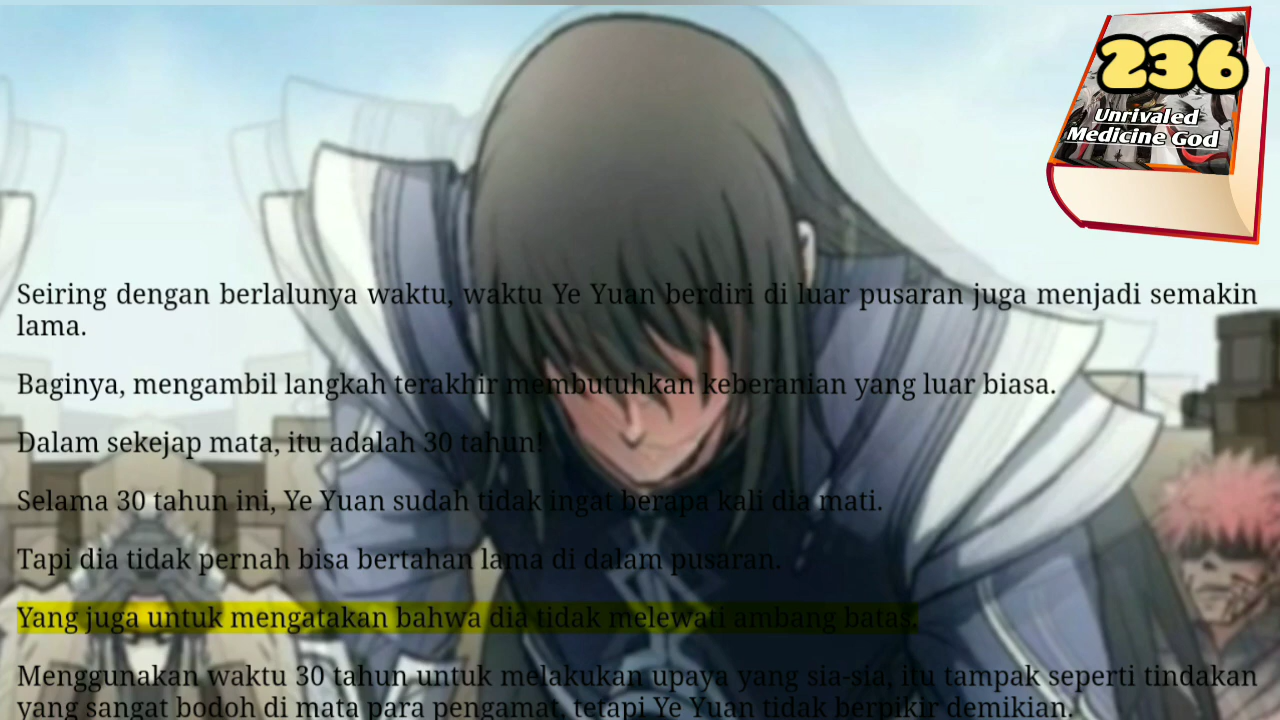 236
Unrivaled
Medicine God
Seiring dengan berlalunya waktu, waktu Ye Yuan berdiri di luar pusaran juga menjadi semakin
lama.
Baginya, mengambil langkah terakhir membutuhkan keberanian yang luar biasa.
Dalam sekejap mata, itu adalah 30 tahun!
Selama 30 tahun ini, Ye Yuan sudah tidak ingat berapa kali dia mati.
Tapi dia tidak pernah bisa bertahan lama di dalam pusaran.
Yang juga untuk mengatakan bahwa dia tidak melewati ambang batas.
Menggunakan waktu 30 tahun untuk melakukan upaya yang sia-sia, itu tampak seperti tindakan
yang sangat bodoh di mata para pengamat, tetapi Ye Yuan tidak berpikir demikian.